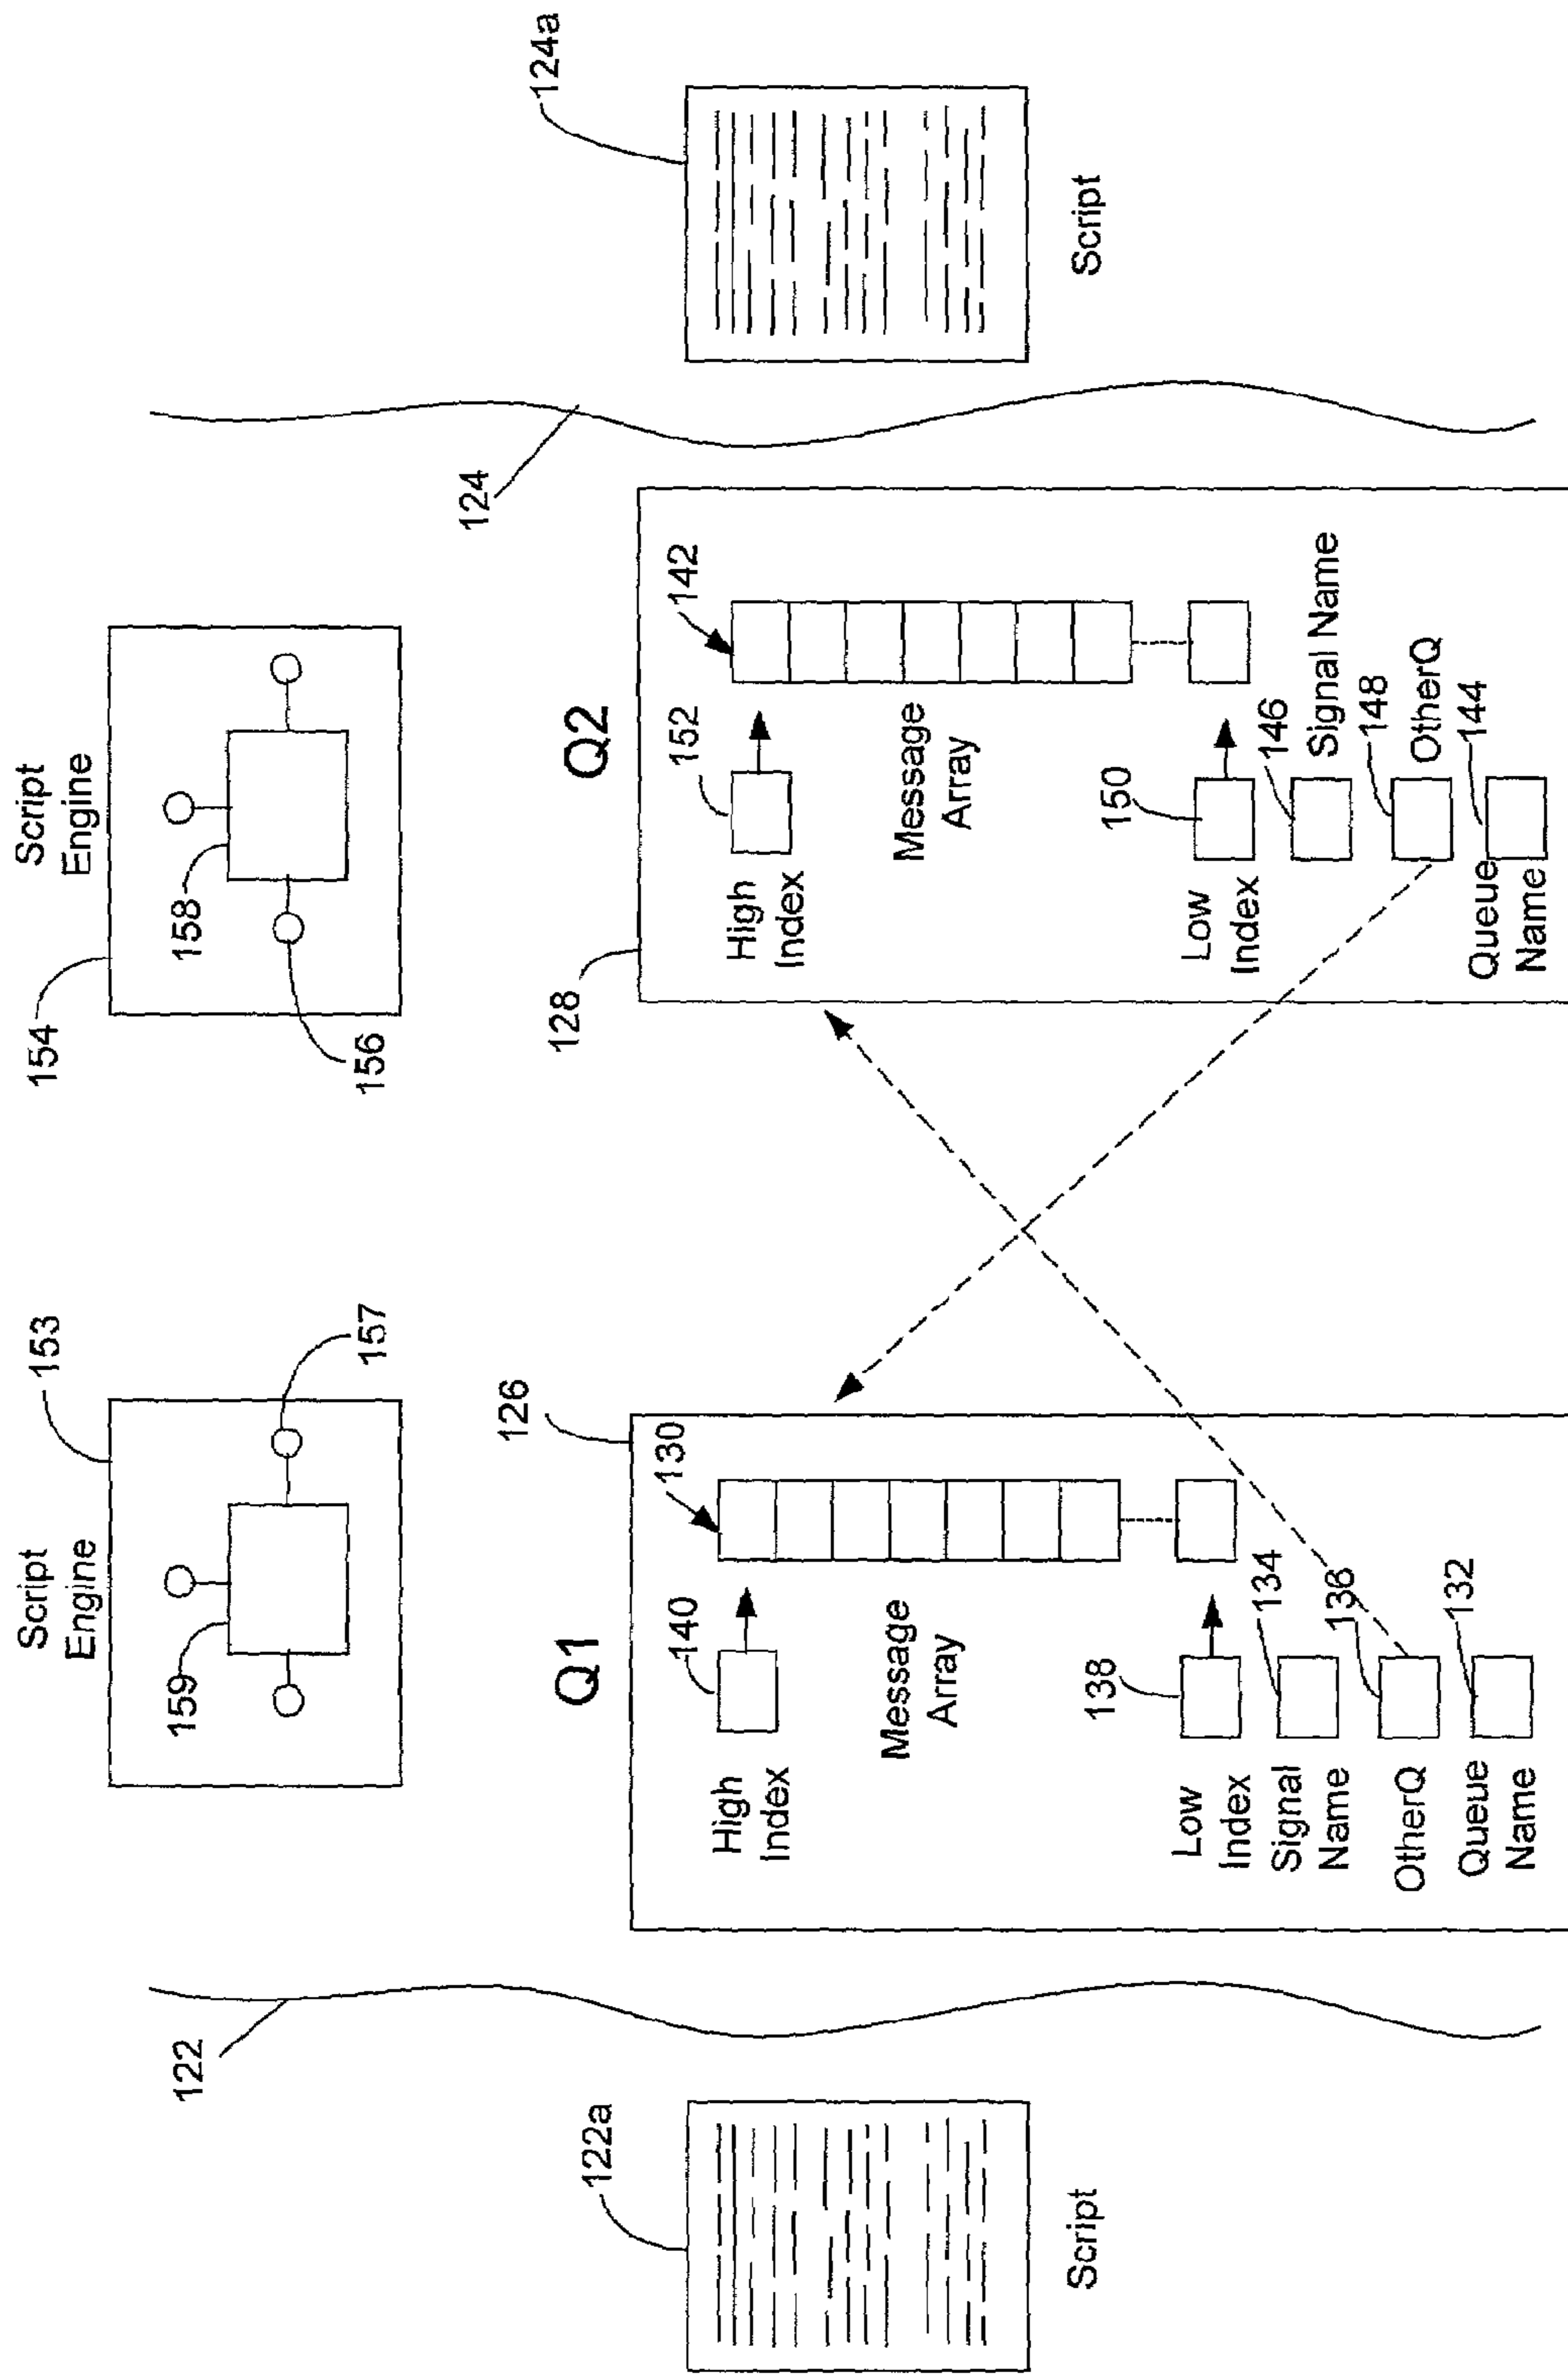 Script
Engine
153
159
157
Script
Engine
154
158
156
122
122a
Script
Q1
126
130
140
High
Index
Message
Array
138
Low
Index
134
Signal
Name
136
OtherQ
132
Queue
Name
Q2
128
142
152
High
Index
Message
Array
150
Low
Index
146
Signal Name
148
OtherQ
144
Queue
Name
124
124a
Script